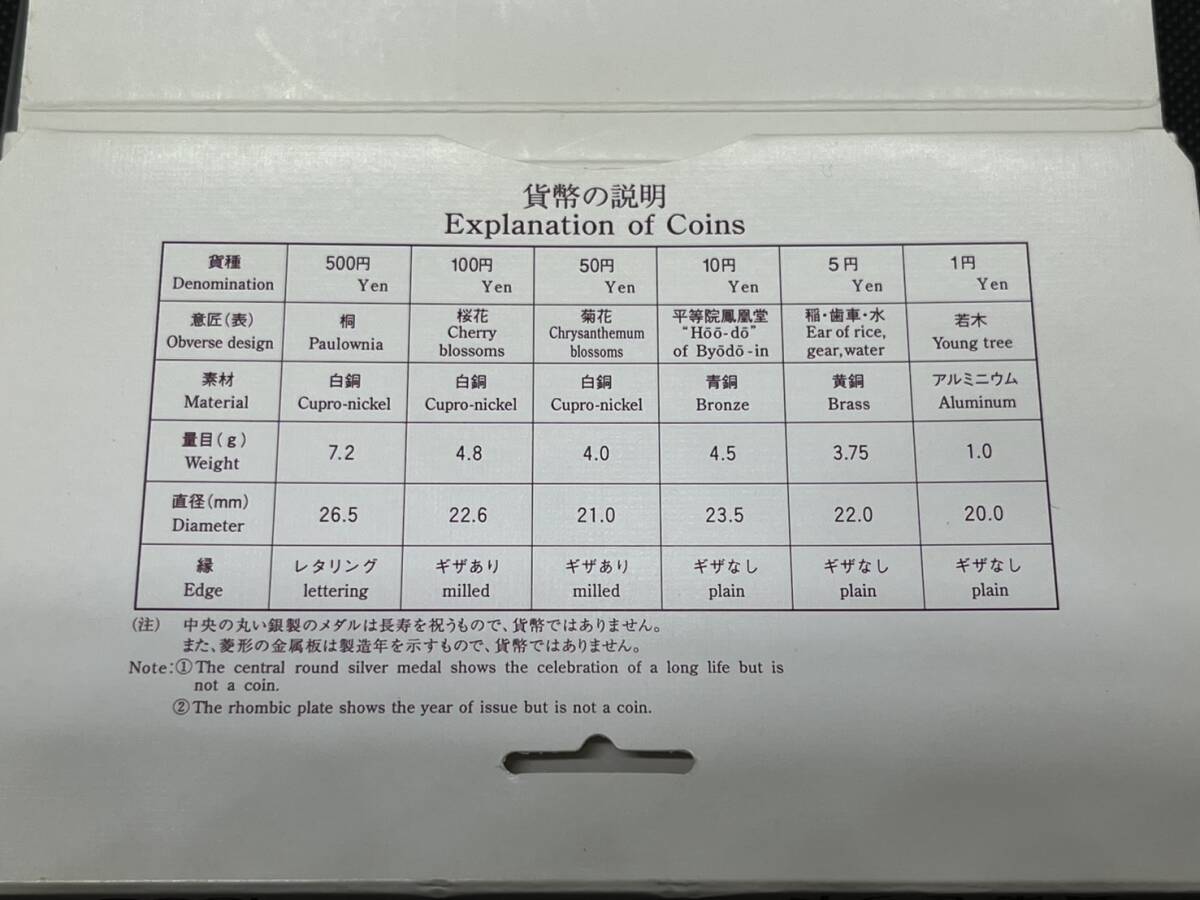 貨幣の説明
Explanation of Coins
貨種 500円 100円 50円 10円 5円 1円
Denomination Yen Yen Yen Yen Yen Yen
意匠(表) 桐 桜花 菊花 平等院鳳凰堂 稲・歯車・水 若木
Obverse design Paulownia Cherry blossoms Chrysanthemum blossoms "Hōō-dō" of Byōdō-in Ear of rice, gear,water Young tree
素材 白銅 白銅 白銅 青銅 黄銅 アルミニウム
Material Cupro-nickel Cupro-nickel Cupro-nickel Bronze Brass Aluminum
量目(g) 7.2 4.8 4.0 4.5 3.75 1.0
Weight
直径(mm) 26.5 22.6 21.0 23.5 22.0 20.0
Diameter
縁 レタリング ギザあり ギザあり ギザなし ギザなし ギザなし
Edge lettering milled milled plain plain plain
(注) 中央の丸い銀製のメダルは長寿を祝うもので、貨幣ではありません。
また、菱形の金属板は製造年を示すもので、貨幣ではありません。
Note:①The central round silver medal shows the celebration of a long life but is
not a coin.
②The rhombic plate shows the year of issue but is not a coin.